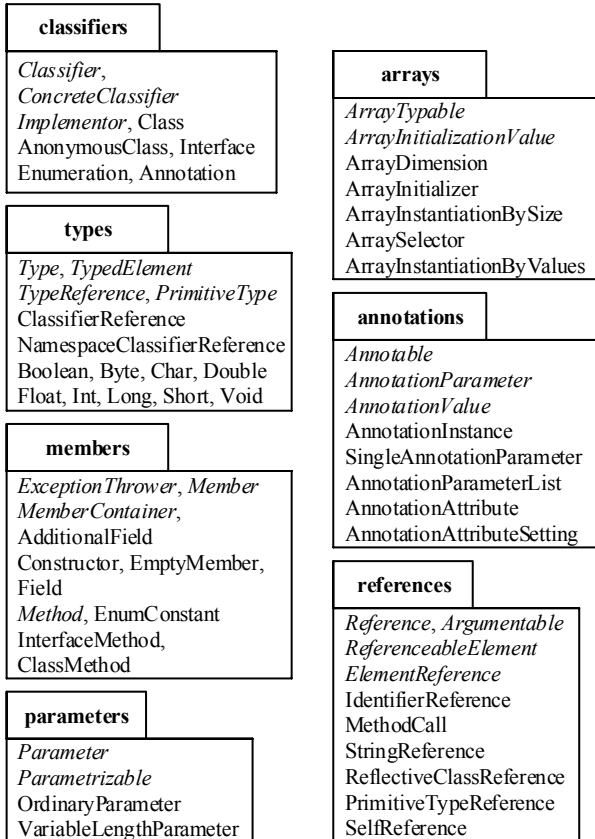 classifiers
Classifier,
ConcreteClassifier
Implementor, Class
AnonymousClass, Interface
Enumeration, Annotation
types
Type, TypedElement
TypeReference, PrimitiveType
ClassifierReference
NamespaceClassifierReference
Boolean, Byte, Char, Double
Float, Int, Long, Short, Void
members
ExceptionThrower, Member
MemberContainer,
AdditionalField
Constructor, EmptyMember,
Field
Method, EnumConstant
InterfaceMethod,
ClassMethod
parameters
Parameter
Parametrizable
OrdinaryParameter
VariableLengthParameter
arrays
ArrayTypable
ArrayInitializationValue
ArrayDimension
ArrayInitializer
ArrayInstantiationBySize
ArraySelector
ArrayInstantiationByValues
annotations
Annotable
AnnotationParameter
AnnotationValue
AnnotationInstance
SingleAnnotationParameter
AnnotationParameterList
AnnotationAttribute
AnnotationAttributeSetting
references
Reference, Argumentable
ReferenceableElement
ElementReference
IdentifierReference
MethodCall
StringReference
ReflectiveClassReference
PrimitiveTypeReference
SelfReference